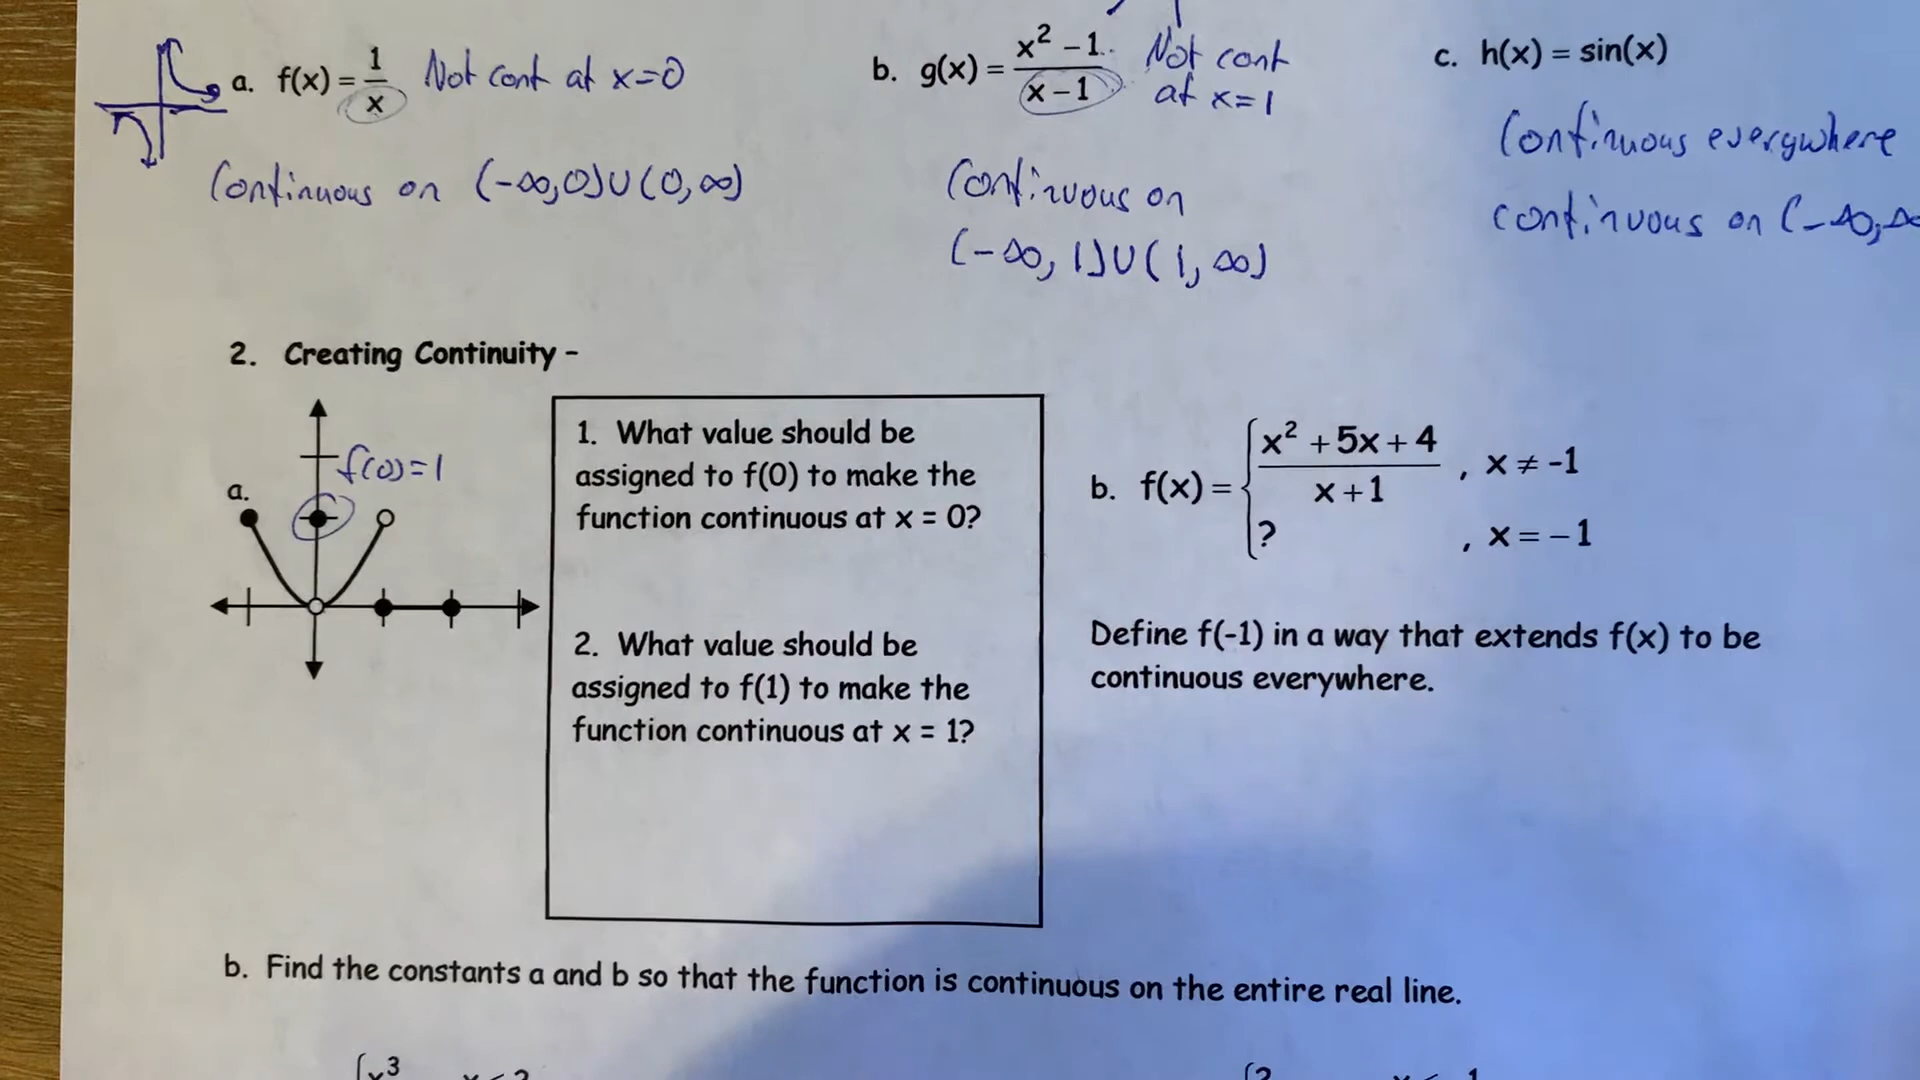 a. f(x) = 1/x Not cont at x=0
Continuous on (-∞,0)∪(0,∞)
b. g(x) = (x² - 1)/(x - 1) Not cont
at x=1
Continuous on
(-∞, 1)∪(1, ∞)
c. h(x) = sin(x)
Continuous everywhere
continuous on (-∞,∞
2. Creating Continuity -
a.
f(0)=1
1. What value should be
assigned to f(0) to make the
function continuous at x = 0?
2. What value should be
assigned to f(1) to make the
function continuous at x = 1?
b. f(x) = { (x² + 5x + 4)/(x + 1) , x ≠ -1
? , x = -1
Define f(-1) in a way that extends f(x) to be
continuous everywhere.
b. Find the constants a and b so that the function is continuous on the entire real line.